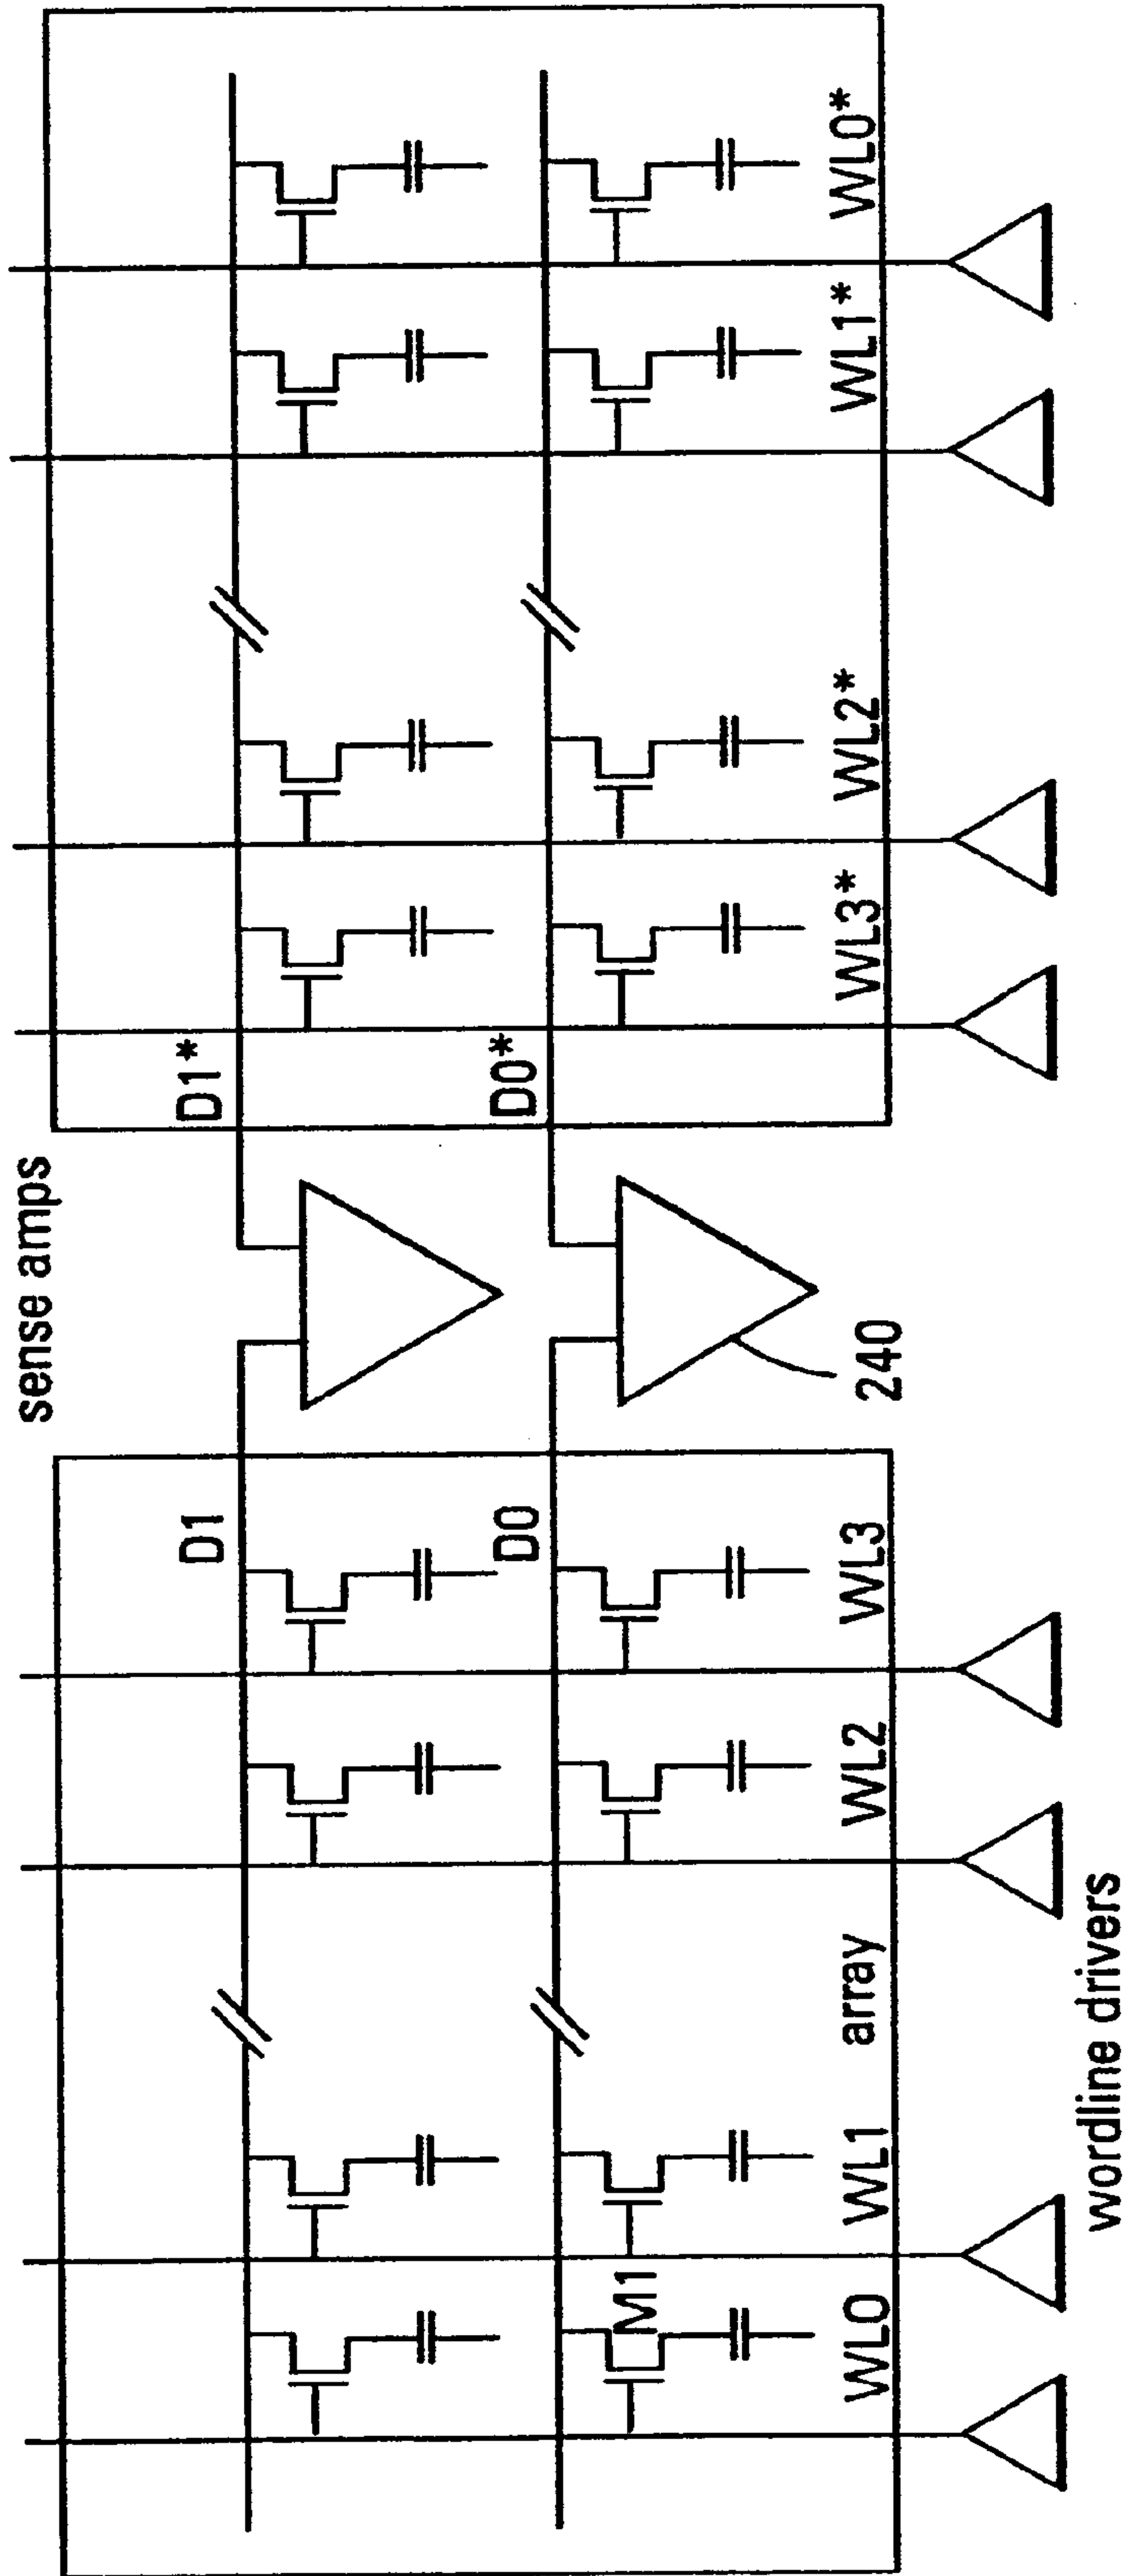 sense amps
D1
D1*
D0
D0*
M1
240
WL0
WL1
array
WL2
WL3
WL3*
WL2*
WL1*
WL0*
wordline drivers